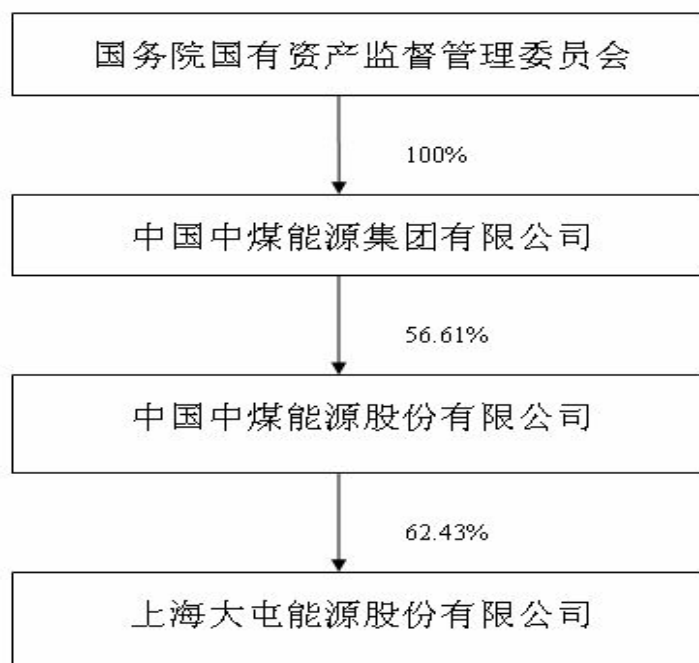 国务院国有资产监督管理委员会
100%
中国中煤能源集团有限公司
56.61%
中国中煤能源股份有限公司
62.43%
上海大屯能源股份有限公司